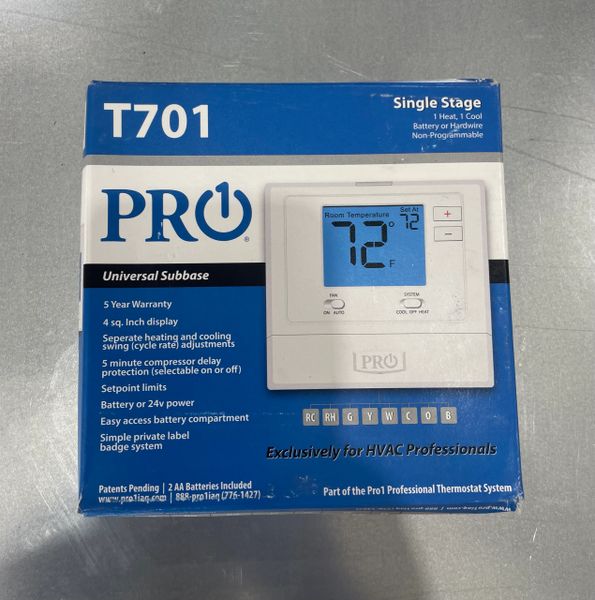 T701
Single Stage
1 Heat, 1 Cool
Battery or Hardwire
Non-Programmable
PRO1®
Universal Subbase
5 Year Warranty
4 sq. Inch display
Seperate heating and cooling
swing (cycle rate) adjustments
5 minute compressor delay
protection (selectable on or off)
Setpoint limits
Battery or 24v power
Easy access battery compartment
Simple private label
badge system
Room Temperature
Set At
72
72°
F
+
−
FAN
ON AUTO
SYSTEM
COOL OFF HEAT
PRO1
RC RH G Y W C O B
Exclusively for HVAC Professionals
Patents Pending | 2 AA Batteries Included
www.pro1iaq.com | 888-pro1iaq (776-1427)
Part of the Pro1 Professional Thermostat System